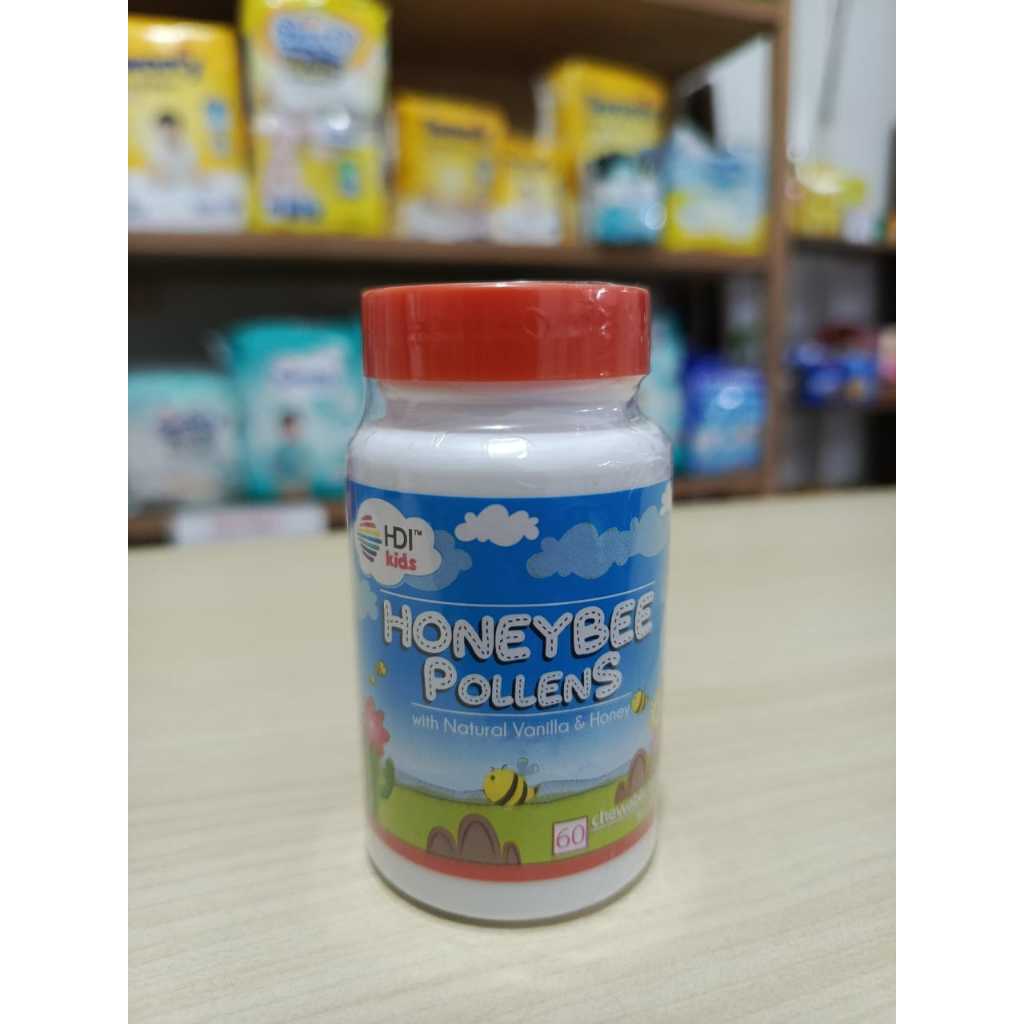 HDI™
kids
HONEYBEE
POLLENS
with Natural Vanilla & Honey
60